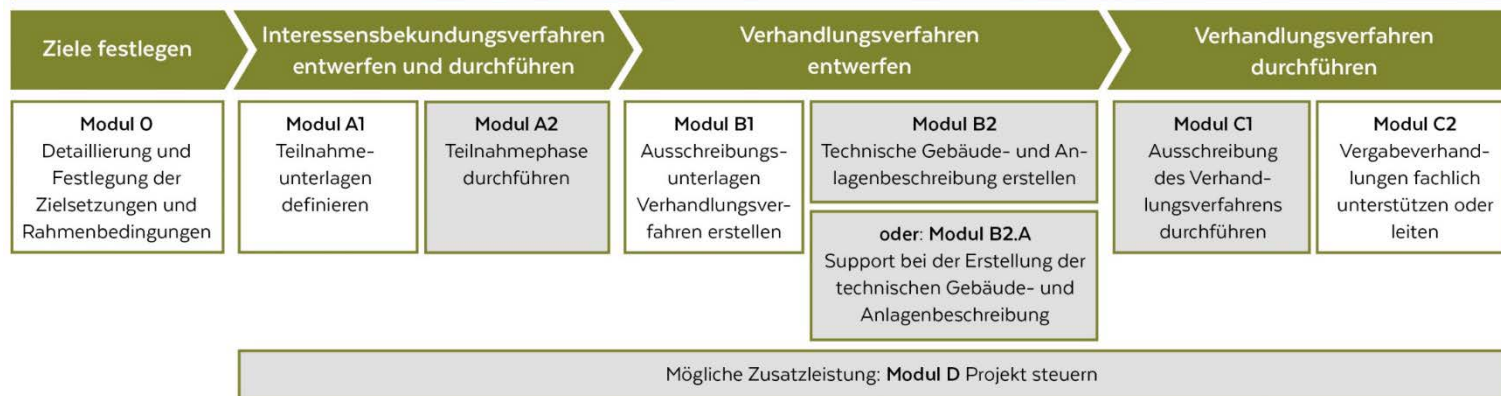 Ziele festlegen
Interessensbekundungsverfahren
entwerfen und durchführen
Verhandlungsverfahren
entwerfen
Verhandlungsverfahren
durchführen
Modul 0
Detaillierung und
Festlegung der
Zielsetzungen und
Rahmenbedingungen
Modul A1
Teilnahme-
unterlagen
definieren
Modul A2
Teilnahmephase
durchführen
Modul B1
Ausschreibungs-
unterlagen
Verhandlungsver-
fahren erstellen
Modul B2
Technische Gebäude- und An-
lagenbeschreibung erstellen
oder: Modul B2.A
Support bei der Erstellung der
technischen Gebäude- und
Anlagenbeschreibung
Modul C1
Ausschreibung
des Verhand-
lungsverfahrens
durchführen
Modul C2
Vergabeverhand-
lungen fachlich
unterstützen oder
leiten
Mögliche Zusatzleistung: Modul D Projekt steuern